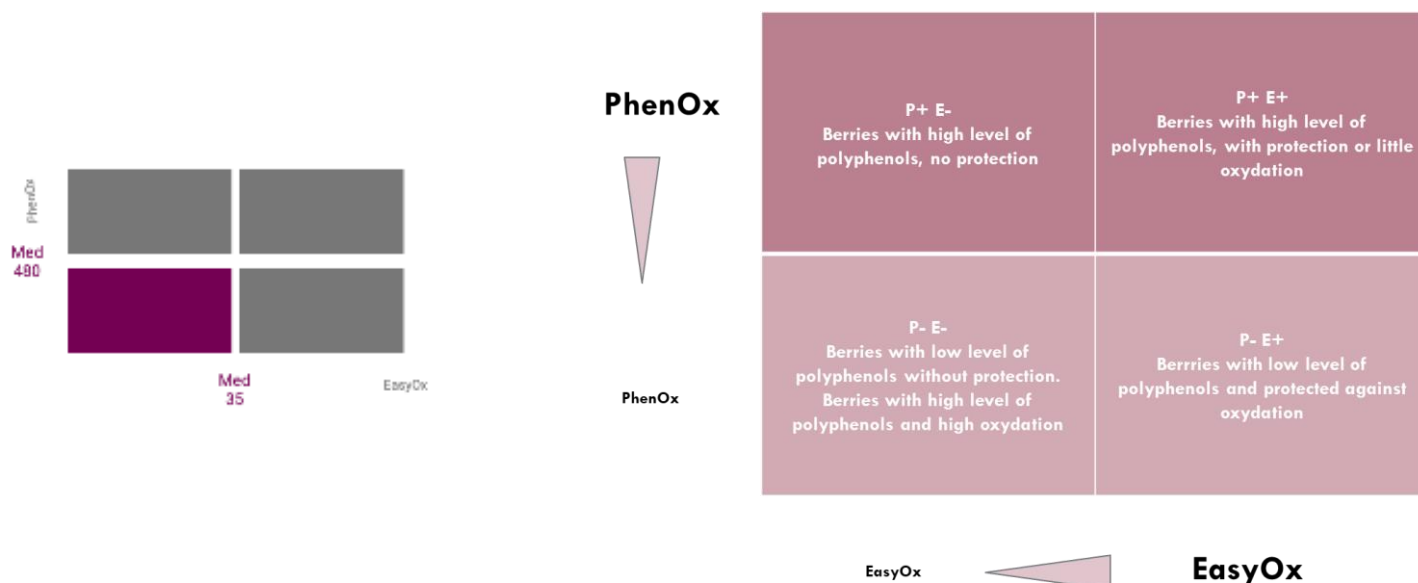 PhenOx
Med
480
Med
35
EasyOx
PhenOx
PhenOx
P+ E-
Berries with high level of
polyphenols, no protection
P+ E+
Berries with high level of
polyphenols, with protection or little
oxydation
P- E-
Berries with low level of
polyphenols without protection.
Berries with high level of
polyphenols and high oxydation
P- E+
Berrries with low level of
polyphenols and protected against
oxydation
EasyOx
EasyOx